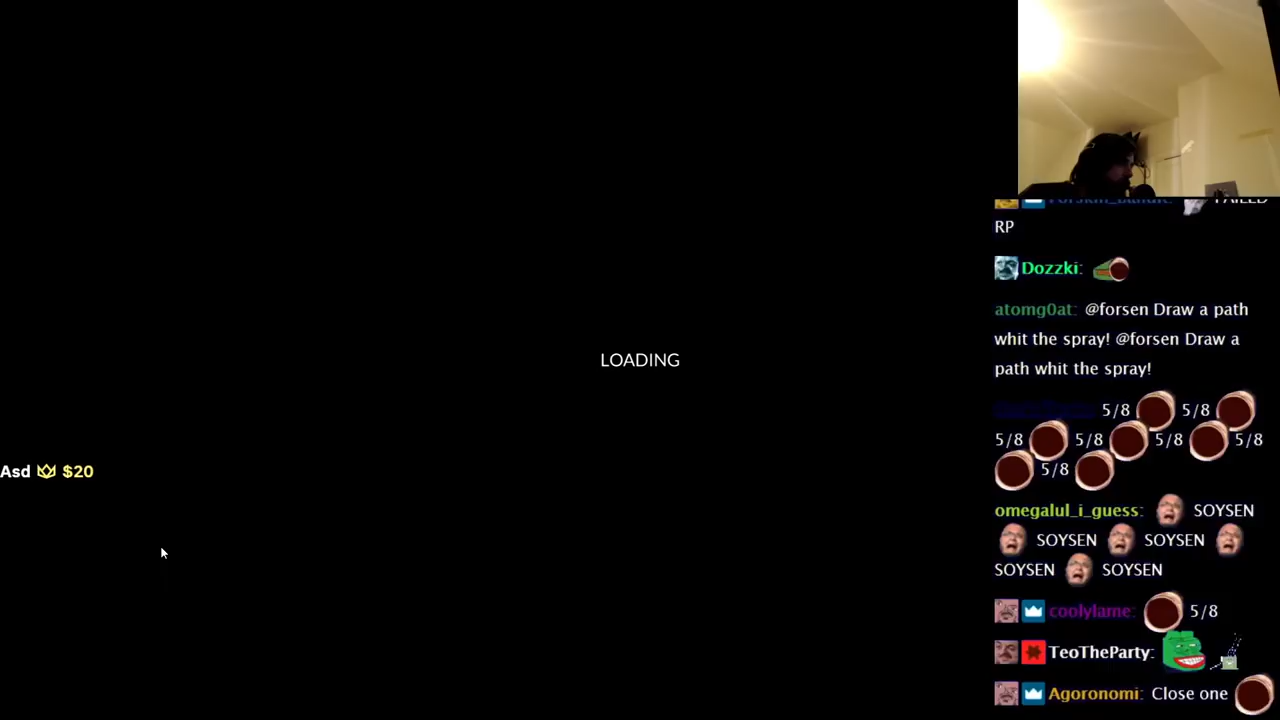 LOADING
Asd $20
RP
Dozzki:
atomg0at: @forsen Draw a path
whit the spray! @forsen Draw a
path whit the spray!
5/8 5/8
5/8 5/8 5/8 5/8
5/8
omegalul_i_guess: SOYSEN
SOYSEN SOYSEN
SOYSEN SOYSEN
coolylame: 5/8
TeoTheParty:
Agoronomi: Close one